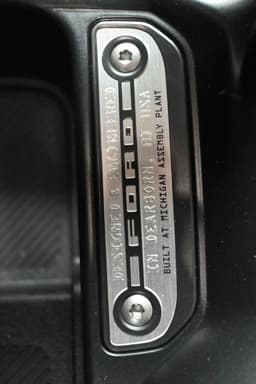 DESIGNED & ENGINEERED
FORD
IN DEARBORN, MI USA
BUILT AT MICHIGAN ASSEMBLY PLANT